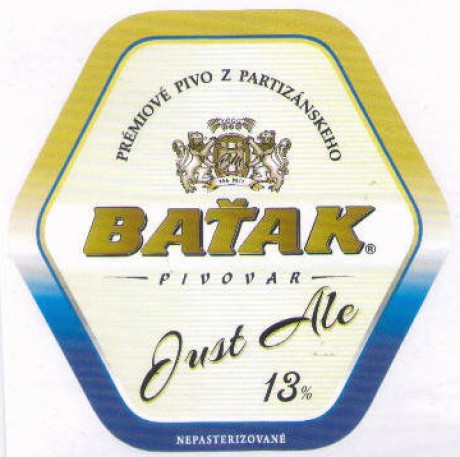 PRÉMIOVÉ PIVO Z PARTIZÁNSKEHO
BAŤAK®
PIVOVAR
Just Ale
13%
NEPASTERIZOVANÉ